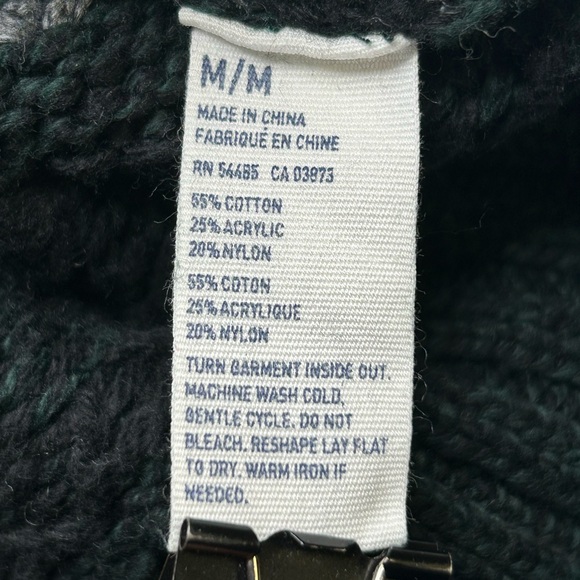 M/M
MADE IN CHINA
FABRIQUÉ EN CHINE
RN 54485 CA 03973
55% COTTON
25% ACRYLIC
20% NYLON
55% COTON
25% ACRYLIQUE
20% NYLON
TURN GARMENT INSIDE OUT.
MACHINE WASH COLD,
GENTLE CYCLE. DO NOT
BLEACH. RESHAPE LAY FLAT
TO DRY. WARM IRON IF
NEEDED.